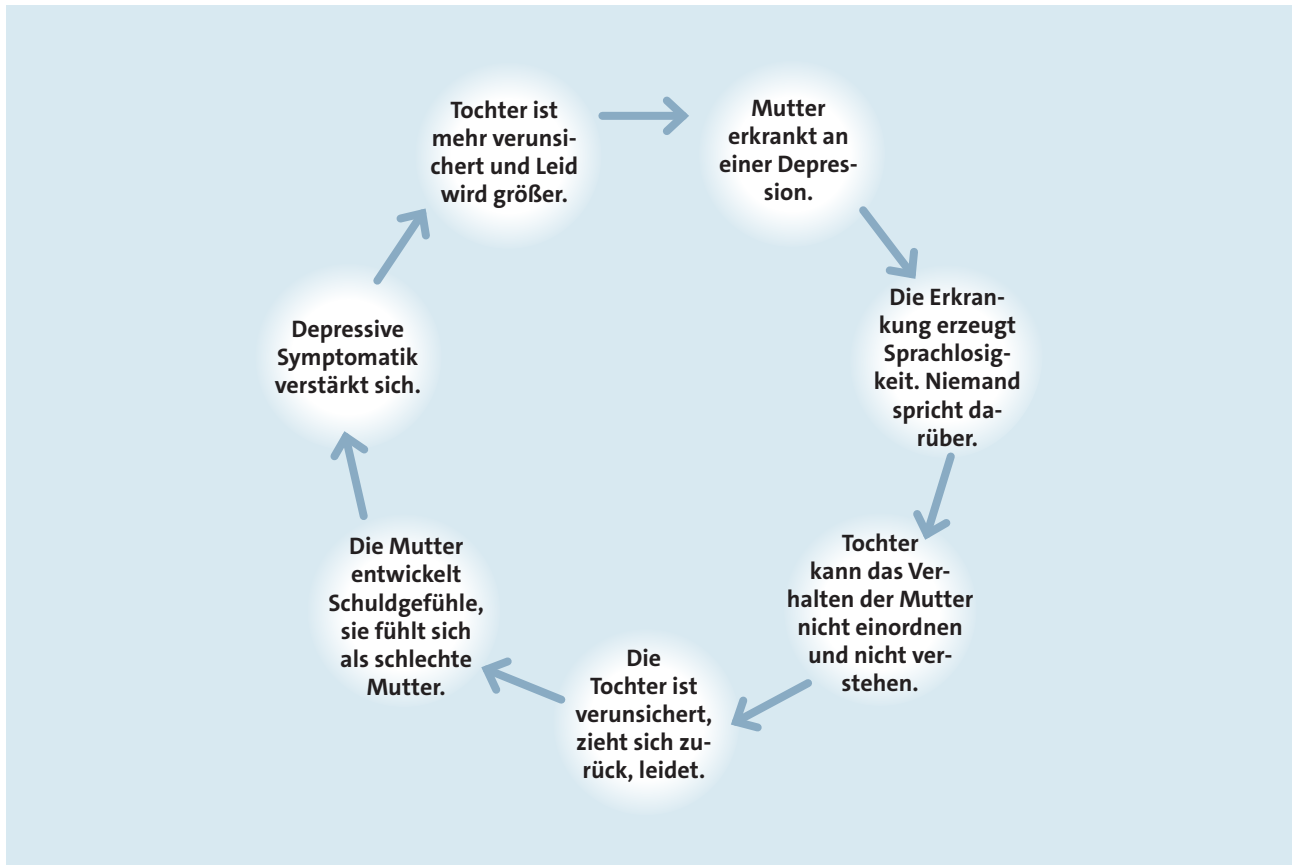 Tochter ist
mehr verunsi-
chert und Leid
wird größer.
Mutter
erkrankt an
einer Depres-
sion.
Die Erkran-
kung erzeugt
Sprachlosig-
keit. Niemand
spricht da-
rüber.
Tochter
kann das Ver-
halten der Mutter
nicht einordnen
und nicht ver-
stehen.
Die
Tochter ist
verunsichert,
zieht sich zu-
rück, leidet.
Die Mutter
entwickelt
Schuldgefühle,
sie fühlt sich
als schlechte
Mutter.
Depressive
Symptomatik
verstärkt sich.